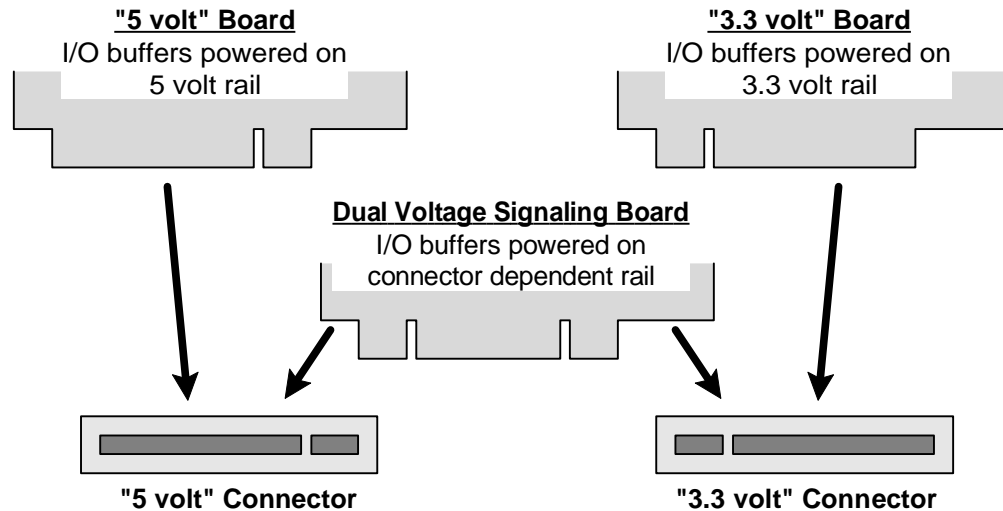 "5 volt" Board
I/O buffers powered on
5 volt rail
"3.3 volt" Board
I/O buffers powered on
3.3 volt rail
Dual Voltage Signaling Board
I/O buffers powered on
connector dependent rail
"5 volt" Connector
"3.3 volt" Connector